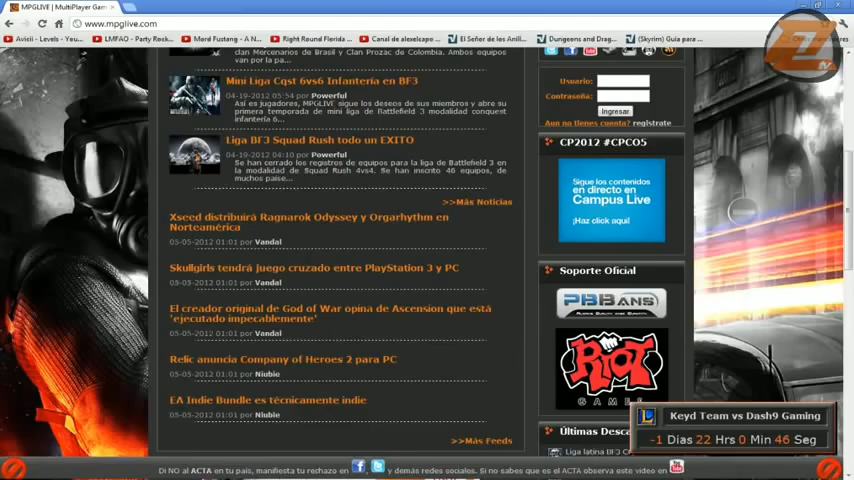 MPGLIVE | MultiPlayer Gam
www.mpglive.com
Avicii - Levels - You...
LMFAO - Party Rock...
Mord Fustang - A N...
Right Round Florida ...
Canal de alexelcapo...
El Señor de los Anill...
Dungeons and Drag...
(Skyrim) Guía para ...
clan Mercenarios de Brasil y Clan Prozac de Colombia. Ambos equipos
van por la pa...
Mini Liga Cqst 6vs6 Infantería en BF3
04-19-2012 05:54 por Powerful
Así es jugadores, MPGLIVE sigue los deseos de sus miembros y abre su
primera temporada de mini liga de Battlefield 3 modalidad conquest
infantería 6...
Liga BF3 Squad Rush todo un EXITO
04-19-2012 04:10 por Powerful
Se han cerrado los registros de equipos para la liga de Battlefield 3 en
la modalidad de Squad Rush 4vs4. Se han inscrito 46 equipos, de
muchos paise...
>>Más Noticias
Xseed distribuirá Ragnarok Odyssey y Orgarhythm en
Norteamérica
05-05-2012 01:01 por Vandal
Skullgirls tendrá juego cruzado entre PlayStation 3 y PC
05-05-2012 01:01 por Vandal
El creador original de God of War opina de Ascension que está
'ejecutado impecablemente'
05-05-2012 01:01 por Vandal
Relic anuncia Company of Heroes 2 para PC
05-05-2012 01:01 por Niubie
EA Indie Bundle es técnicamente indie
05-05-2012 01:01 por Niubie
>>Más Feeds
Usuario:
Contraseña:
Ingresar
Aun no tienes cuenta? registrate
CP2012 #CPCO5
Sigue los contenidos
en directo en
Campus Live
¡Haz click aquí!
Soporte Oficial
PBBANS
RIOT
GAMES
Últimas Desca
Liga latina BF3 C
Keyd Team vs Dash9 Gaming
-1 Dias 22 Hrs 0 Min 46 Seg
Di NO al ACTA en tu país, manifiesta tu rechazo en
y demás redes sociales. Si no sabes que es el ACTA observa este video en